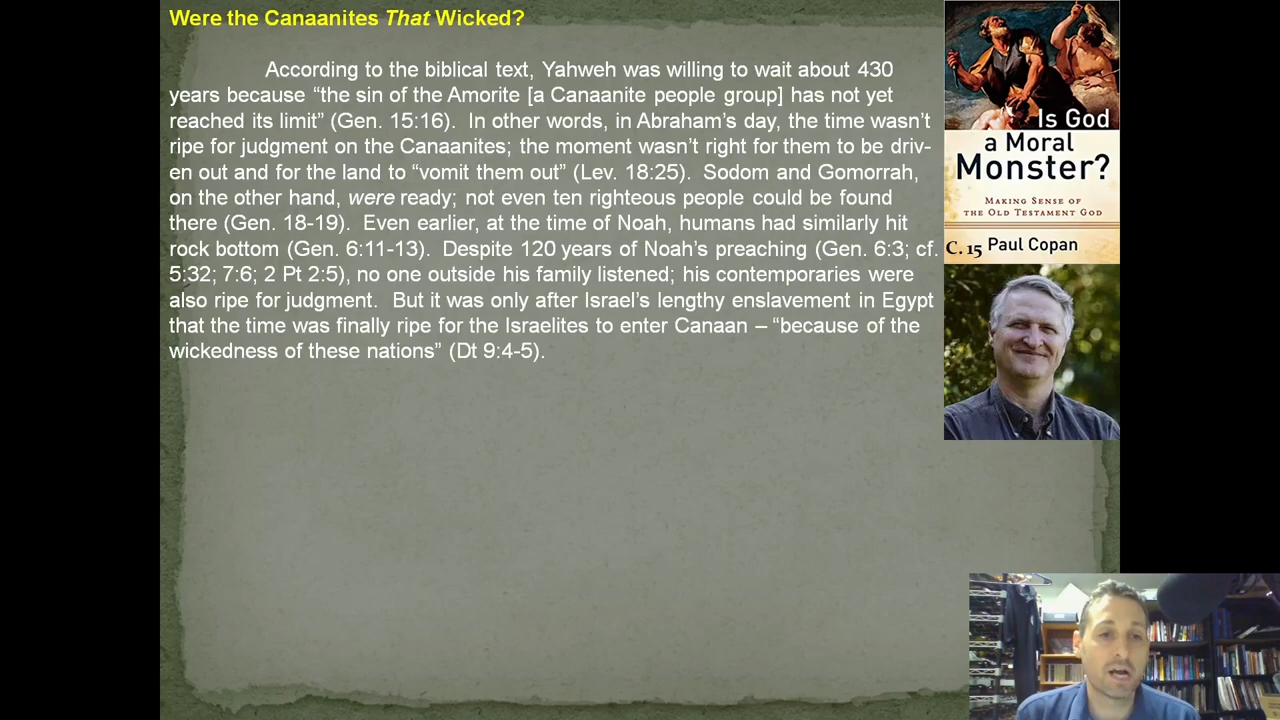 Were the Canaanites That Wicked?
According to the biblical text, Yahweh was willing to wait about 430
years because “the sin of the Amorite [a Canaanite people group] has not yet
reached its limit” (Gen. 15:16).  In other words, in Abraham’s day, the time wasn’t
ripe for judgment on the Canaanites; the moment wasn’t right for them to be driv-
en out and for the land to “vomit them out” (Lev. 18:25).  Sodom and Gomorrah,
on the other hand, were ready; not even ten righteous people could be found
there (Gen. 18-19).  Even earlier, at the time of Noah, humans had similarly hit
rock bottom (Gen. 6:11-13).  Despite 120 years of Noah’s preaching (Gen. 6:3; cf.
5:32; 7:6; 2 Pt 2:5), no one outside his family listened; his contemporaries were
also ripe for judgment.  But it was only after Israel’s lengthy enslavement in Egypt
that the time was finally ripe for the Israelites to enter Canaan – “because of the
wickedness of these nations” (Dt 9:4-5).
Is God
a Moral
Monster?
MAKING SENSE OF
THE OLD TESTAMENT GOD
C. 15 Paul Copan